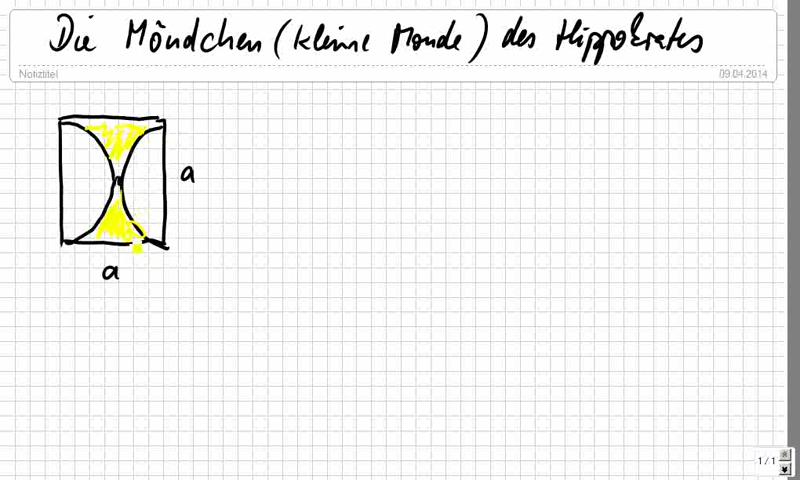 Die Möndchen (kleine Monde) des Hippokrates
Notiztitel
09.04.2014
a
a
1/1